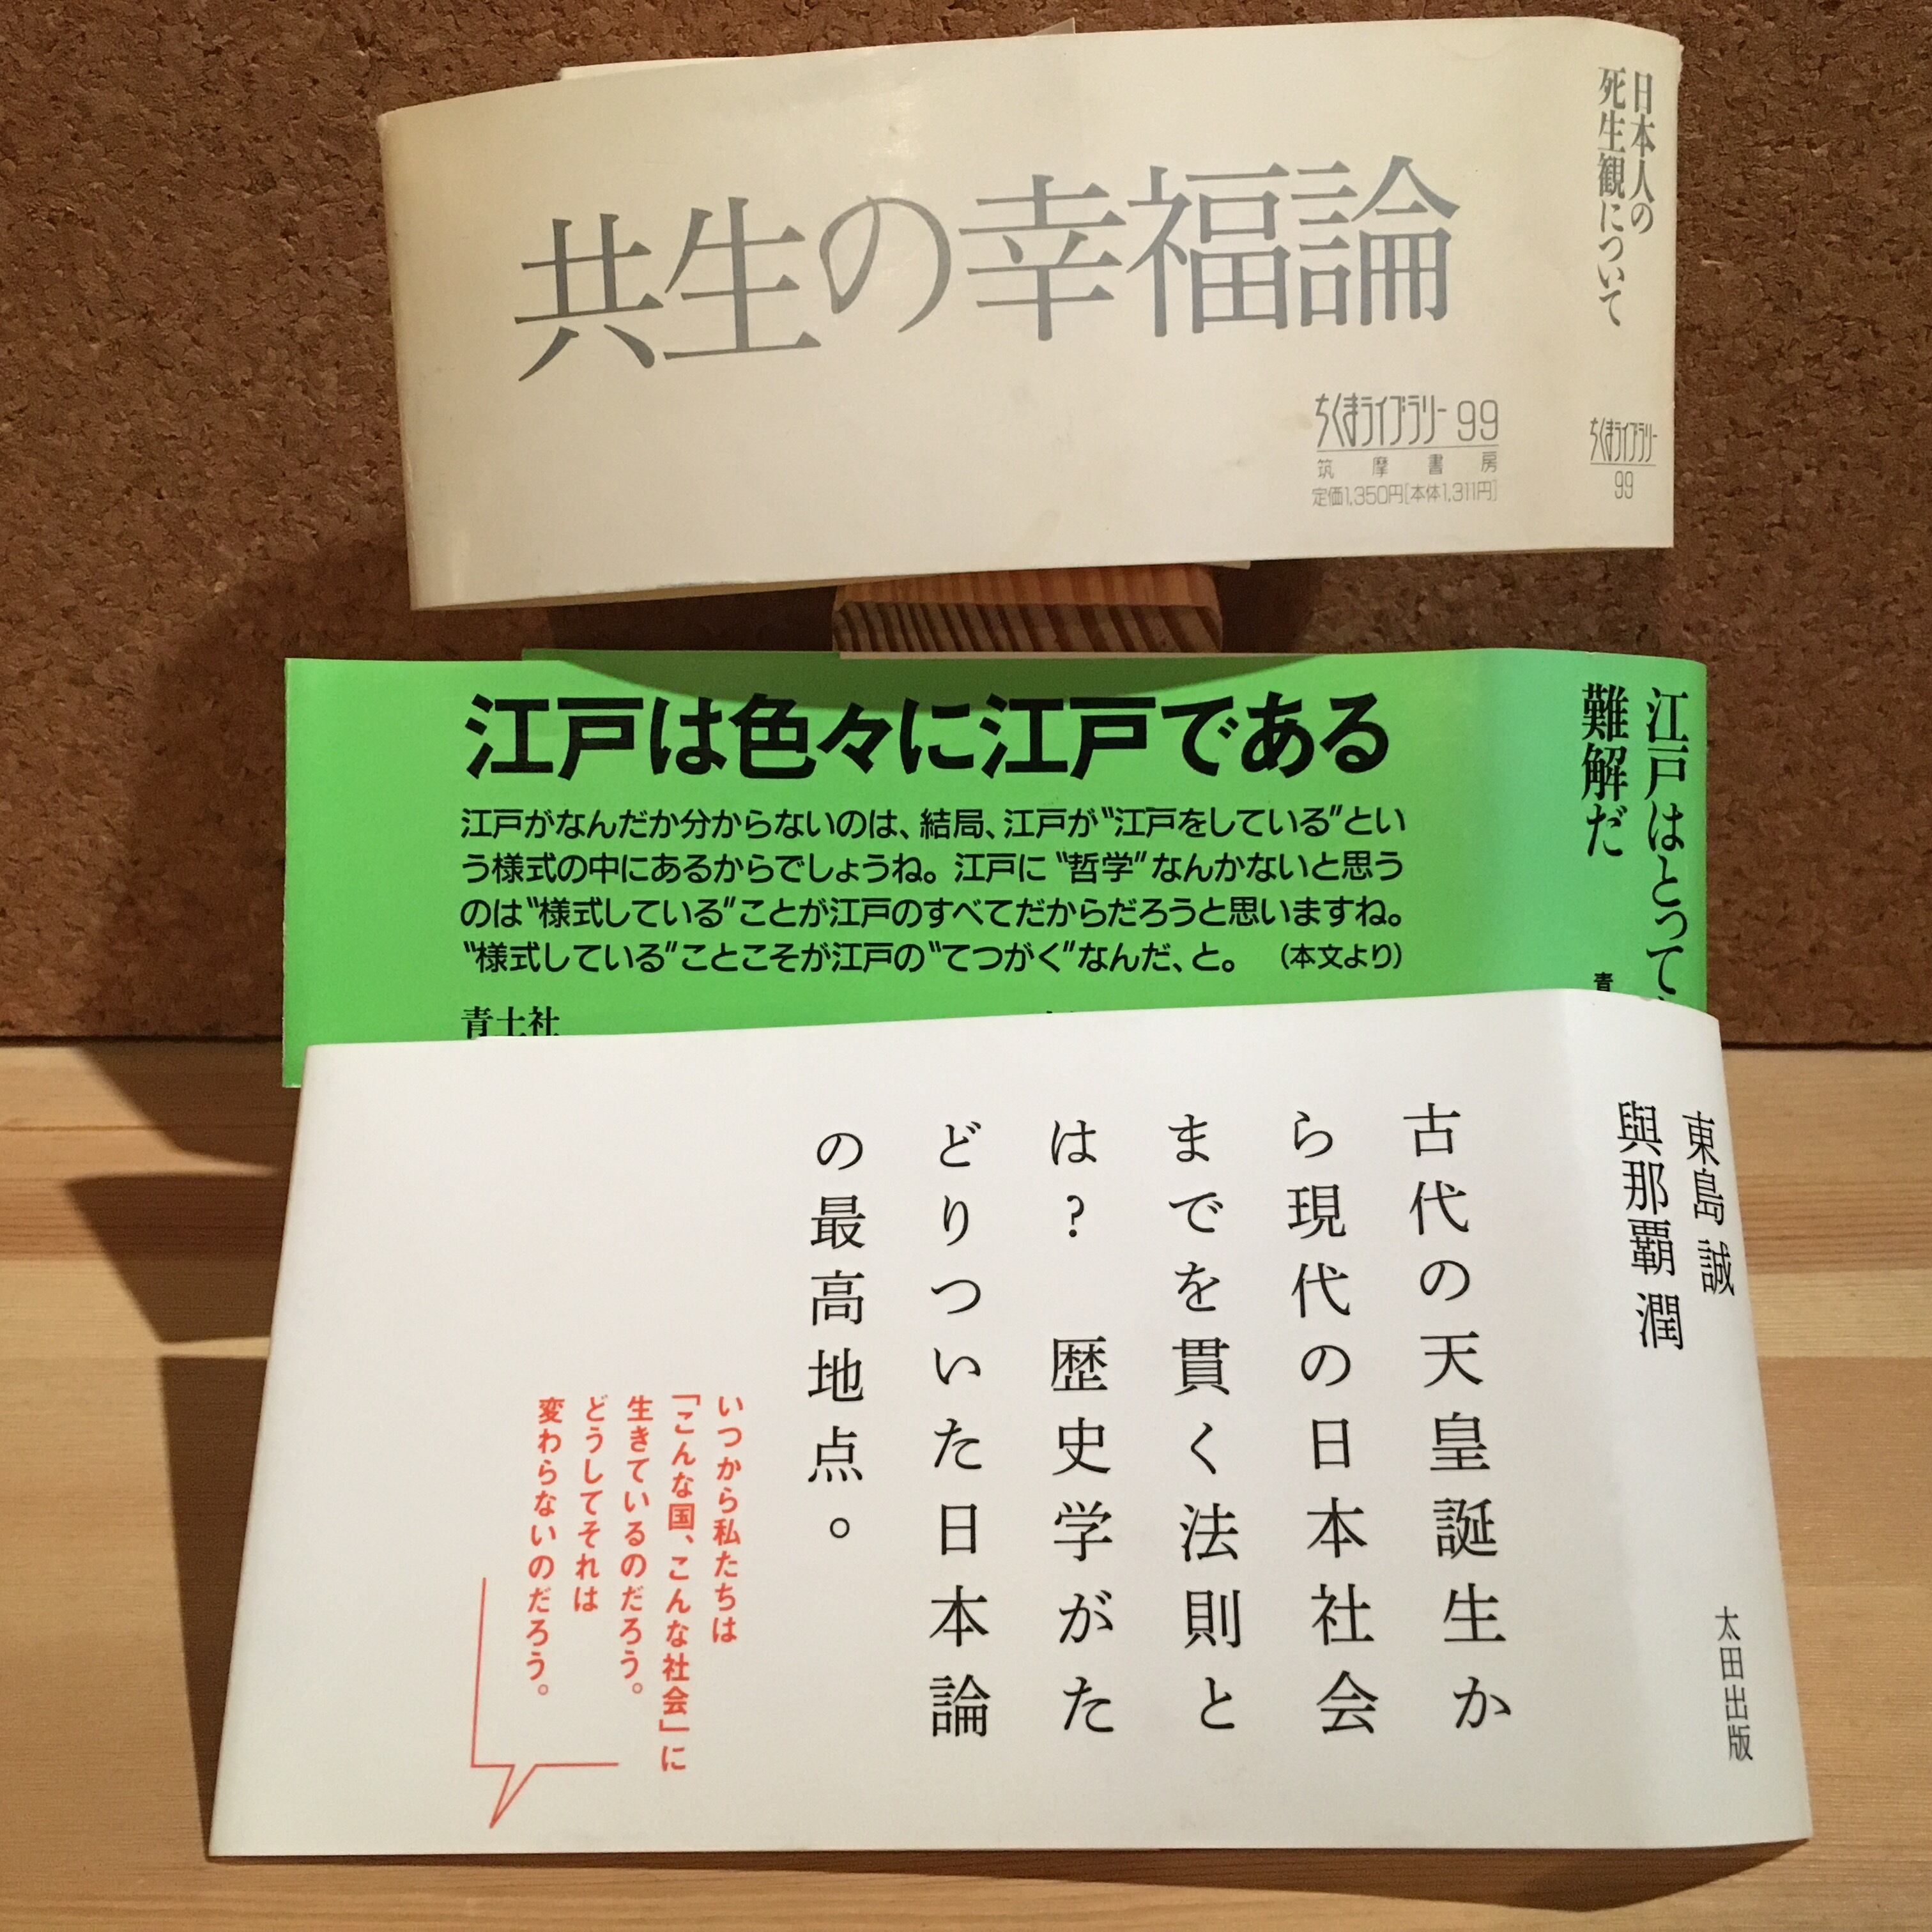 共生の幸福論
ちくまライブラリー 99
筑摩書房
定価1,350円[本体1,311円]
日本人の
死生観について
ちくまライブラリー
99
江戸は色々に江戸である
江戸がなんだか分からないのは、結局、江戸が“江戸をしている”とい
う様式の中にあるからでしょうね。江戸に“哲学”なんかないと思う
のは“様式している”ことが江戸のすべてだからだろうと思いますね。
“様式している”ことこそが江戸の“てつがく”なんだ、と。 (本文より)
青土社
江戸はとって
難解だ
青
東島 誠
與那覇 潤
太田出版
古代の天皇誕生か
ら現代の日本社会
までを貫く法則と
は? 歴史学がた
どりついた日本論
の最高地点。
いつから私たちは
「こんな国、こんな社会」に
生きているのだろう。
どうしてそれは
変わらないのだろう。